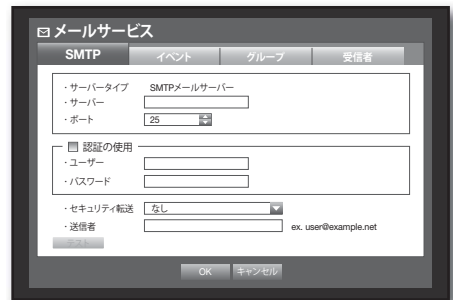 メールサービス
SMTP イベント グループ 受信者
・サーバータイプ SMTPメールサーバー
・サーバー
・ポート 25
認証の使用
・ユーザー
・パスワード
・セキュリティ転送 なし
・送信者 ex. user@example.net
テスト
OK キャンセル